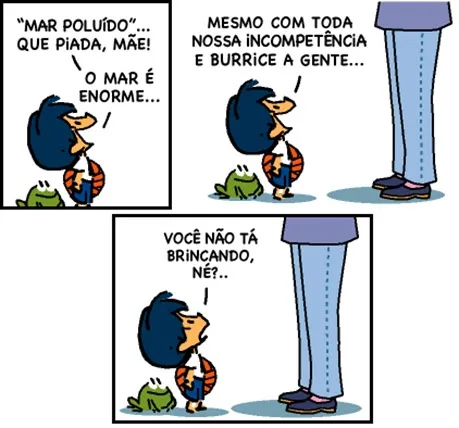 "MAR POLUÍDO"...
QUE PIADA, MÃE!
O MAR É
ENORME...
MESMO COM TODA
NOSSA INCOMPETÊNCIA
E BURRICE A GENTE...
VOCÊ NÃO TÁ
BRINCANDO,
NÉ?..